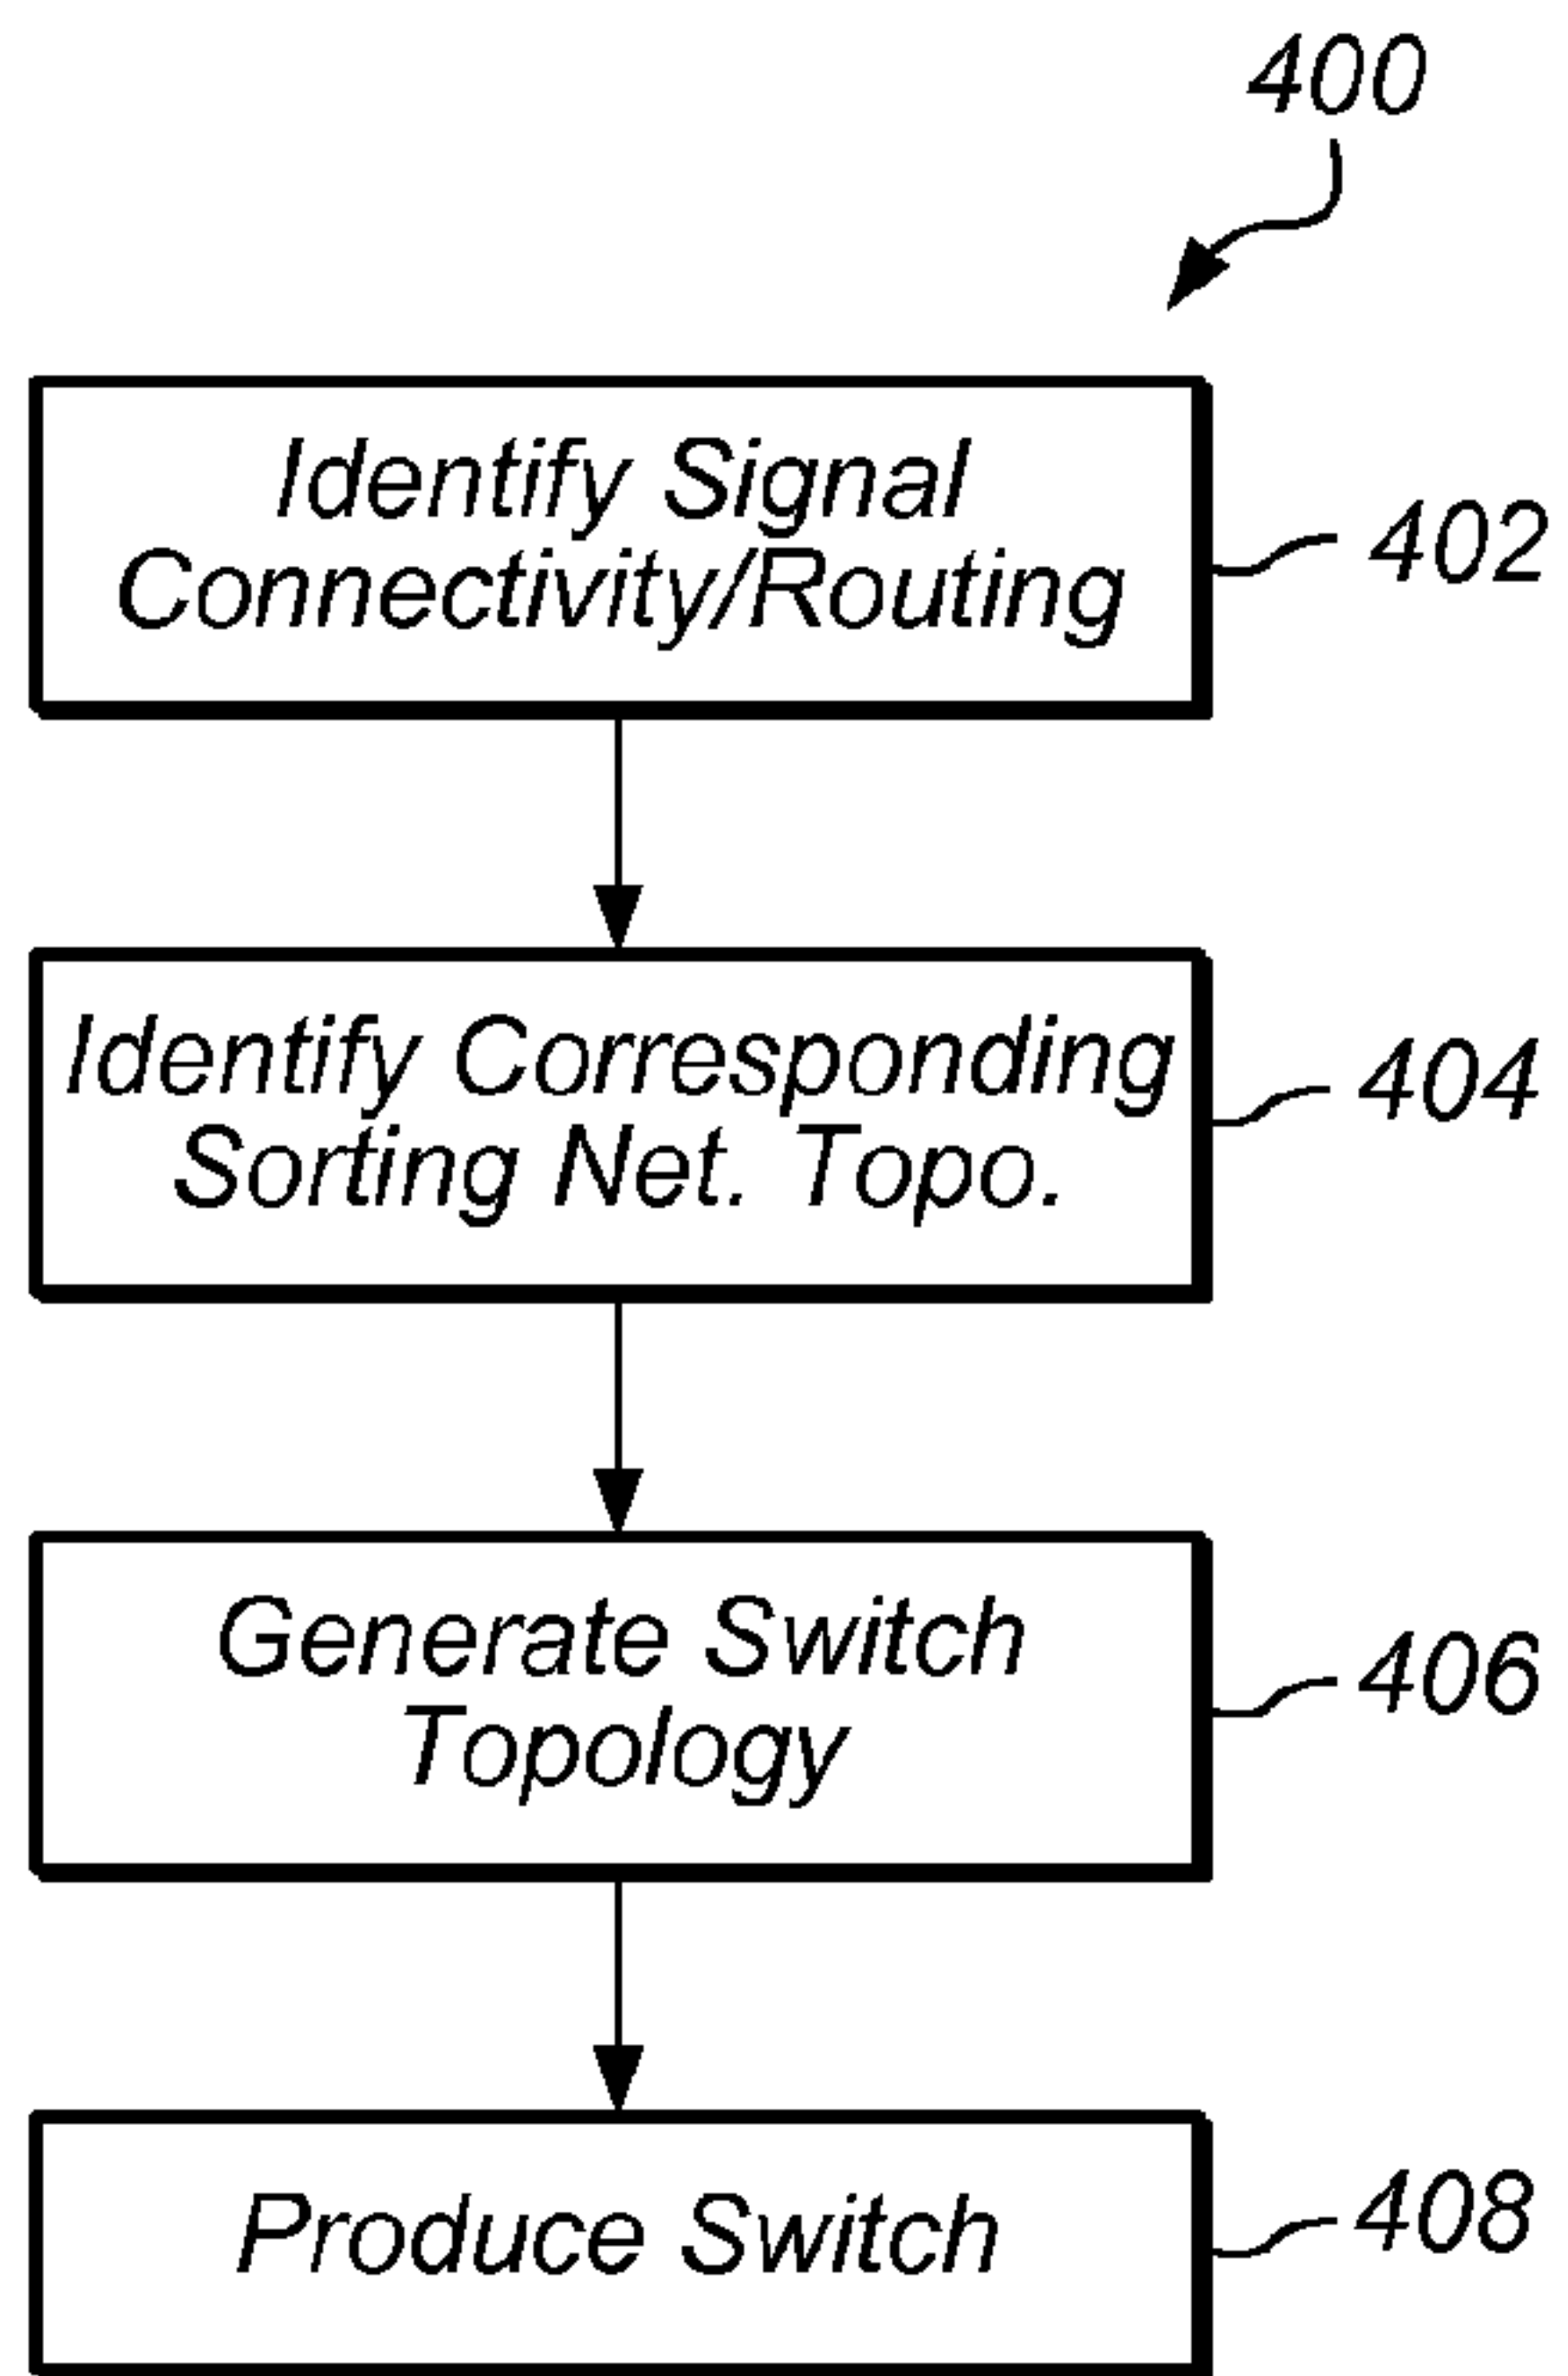 400
Identify Signal
Connectivity/Routing
402
Identify Corresponding
Sorting Net. Topo.
404
Generate Switch
Topology
406
Produce Switch
408